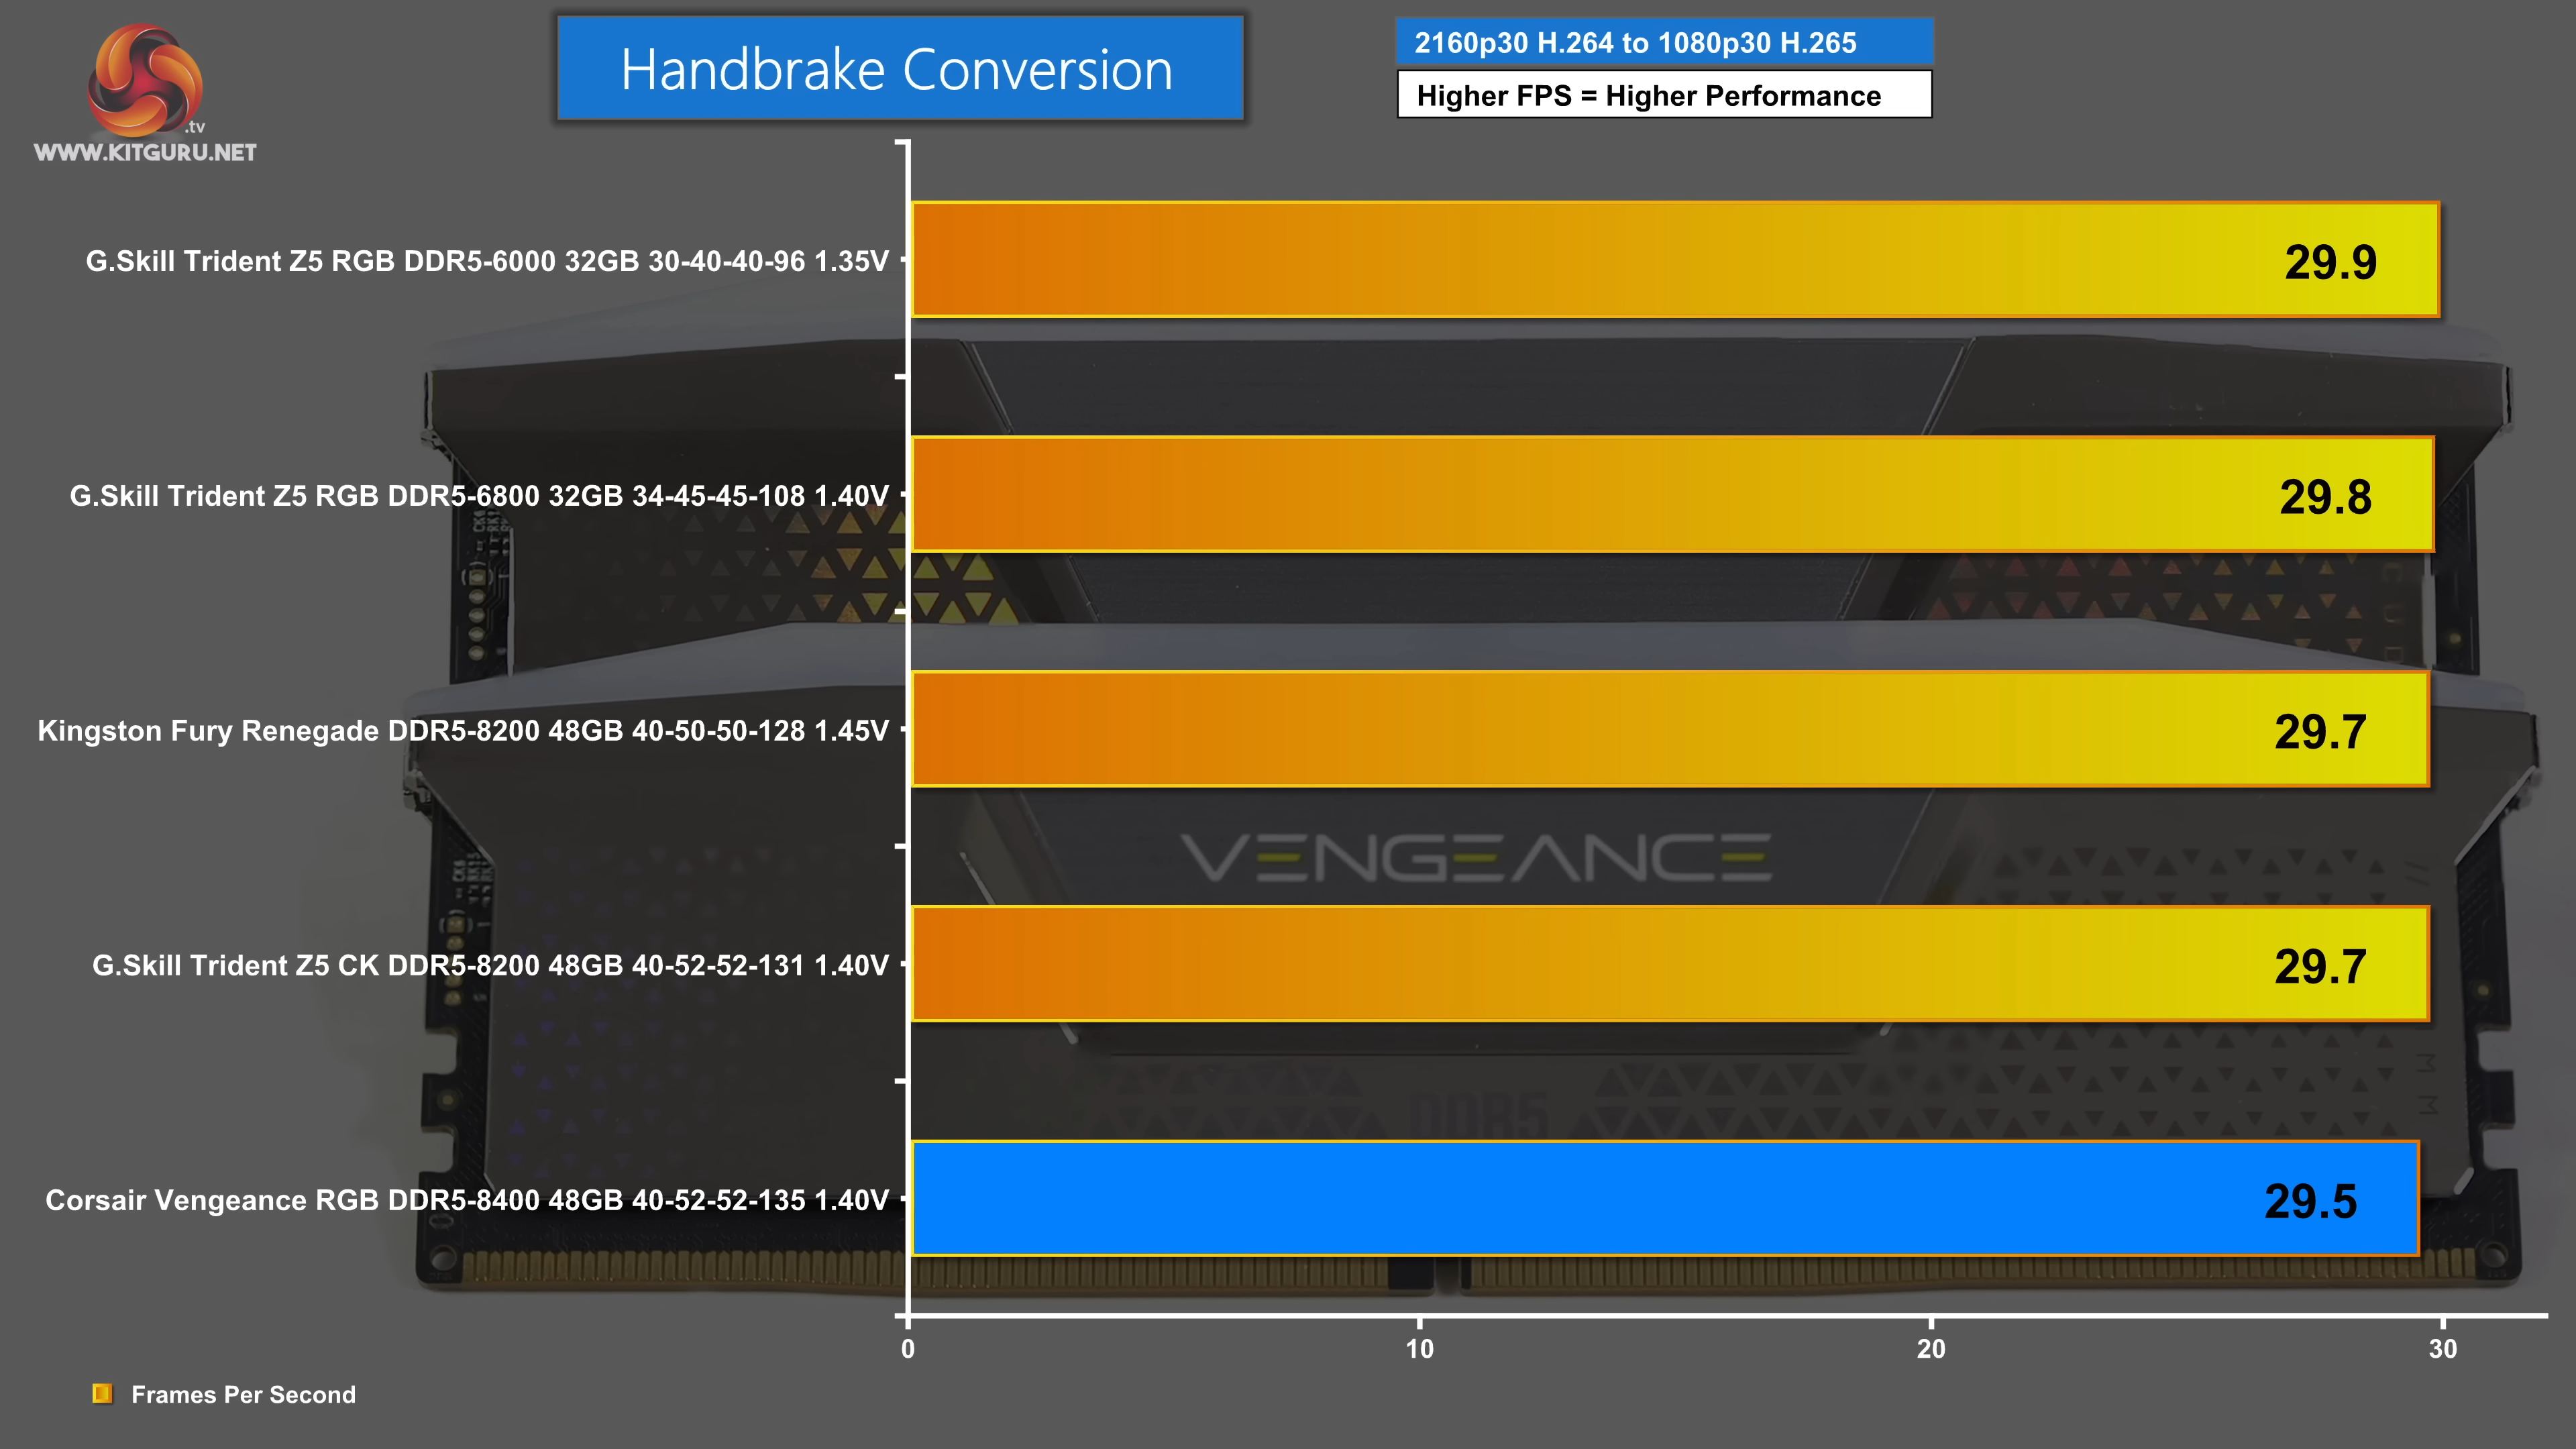 Handbrake Conversion
2160p30 H.264 to 1080p30 H.265
Higher FPS = Higher Performance
.tv
WWW.KITGURU.NET
G.Skill Trident Z5 RGB DDR5-6000 32GB 30-40-40-96 1.35V
29.9
G.Skill Trident Z5 RGB DDR5-6800 32GB 34-45-45-108 1.40V
29.8
Kingston Fury Renegade DDR5-8200 48GB 40-50-50-128 1.45V
29.7
VENGEANCE
G.Skill Trident Z5 CK DDR5-8200 48GB 40-52-52-131 1.40V
29.7
DDR5
Corsair Vengeance RGB DDR5-8400 48GB 40-52-52-135 1.40V
29.5
0 10 20 30
Frames Per Second